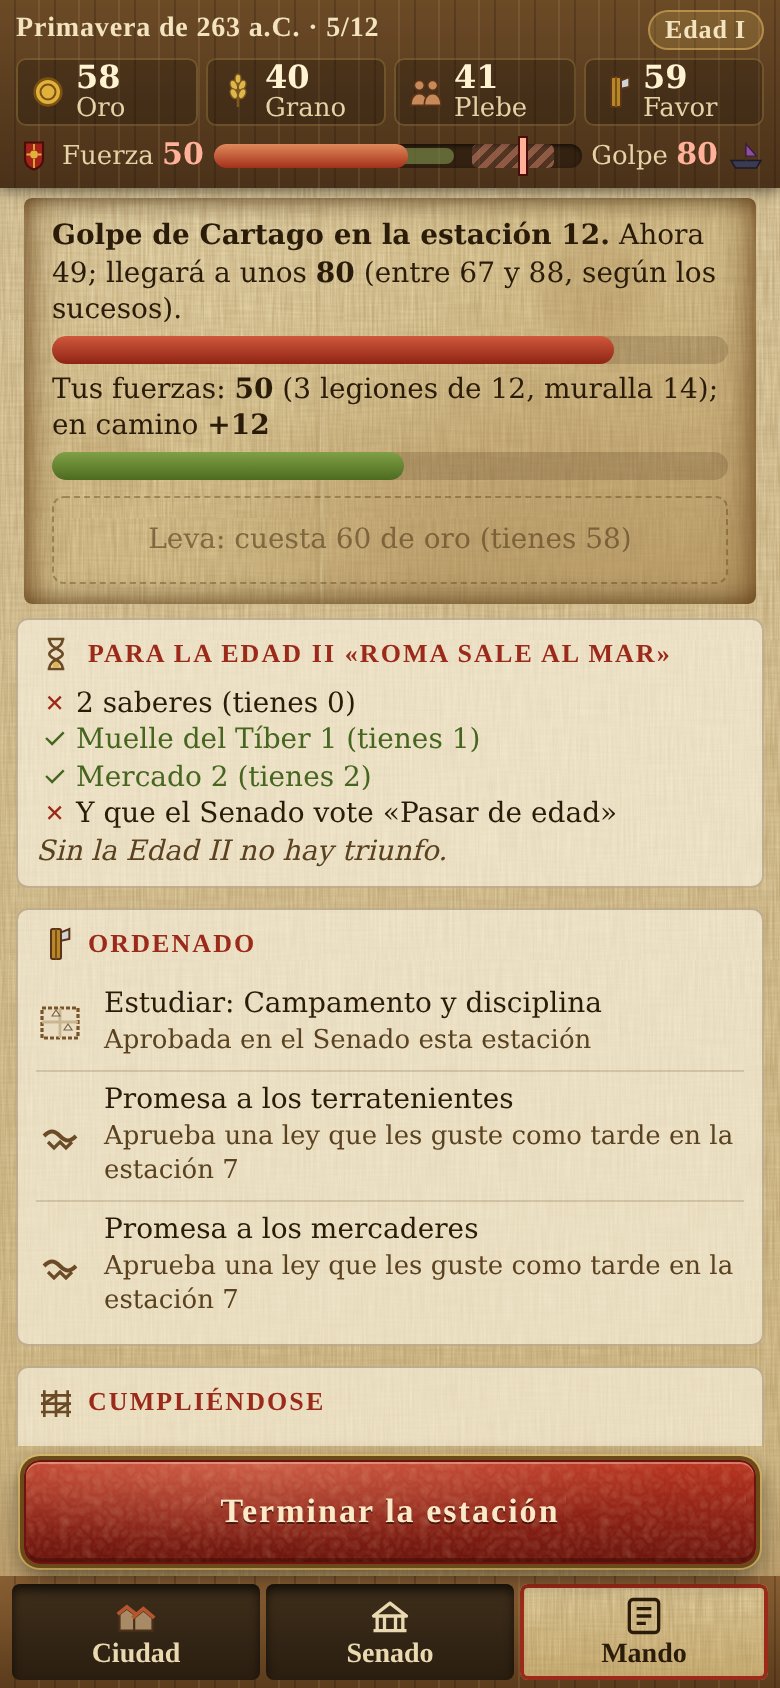 Primavera de 263 a.C. · 5/12
Edad I
58
Oro
40
Grano
41
Plebe
59
Favor
Fuerza 50
Golpe 80
Golpe de Cartago en la estación 12. Ahora
49; llegará a unos 80 (entre 67 y 88, según los
sucesos).
Tus fuerzas: 50 (3 legiones de 12, muralla 14);
en camino +12
Leva: cuesta 60 de oro (tienes 58)
PARA LA EDAD II «ROMA SALE AL MAR»
✕ 2 saberes (tienes 0)
✓ Muelle del Tíber 1 (tienes 1)
✓ Mercado 2 (tienes 2)
✕ Y que el Senado vote «Pasar de edad»
Sin la Edad II no hay triunfo.
ORDENADO
Estudiar: Campamento y disciplina
Aprobada en el Senado esta estación
Promesa a los terratenientes
Aprueba una ley que les guste como tarde en la
estación 7
Promesa a los mercaderes
Aprueba una ley que les guste como tarde en la
estación 7
CUMPLIÉNDOSE
Terminar la estación
Ciudad
Senado
Mando